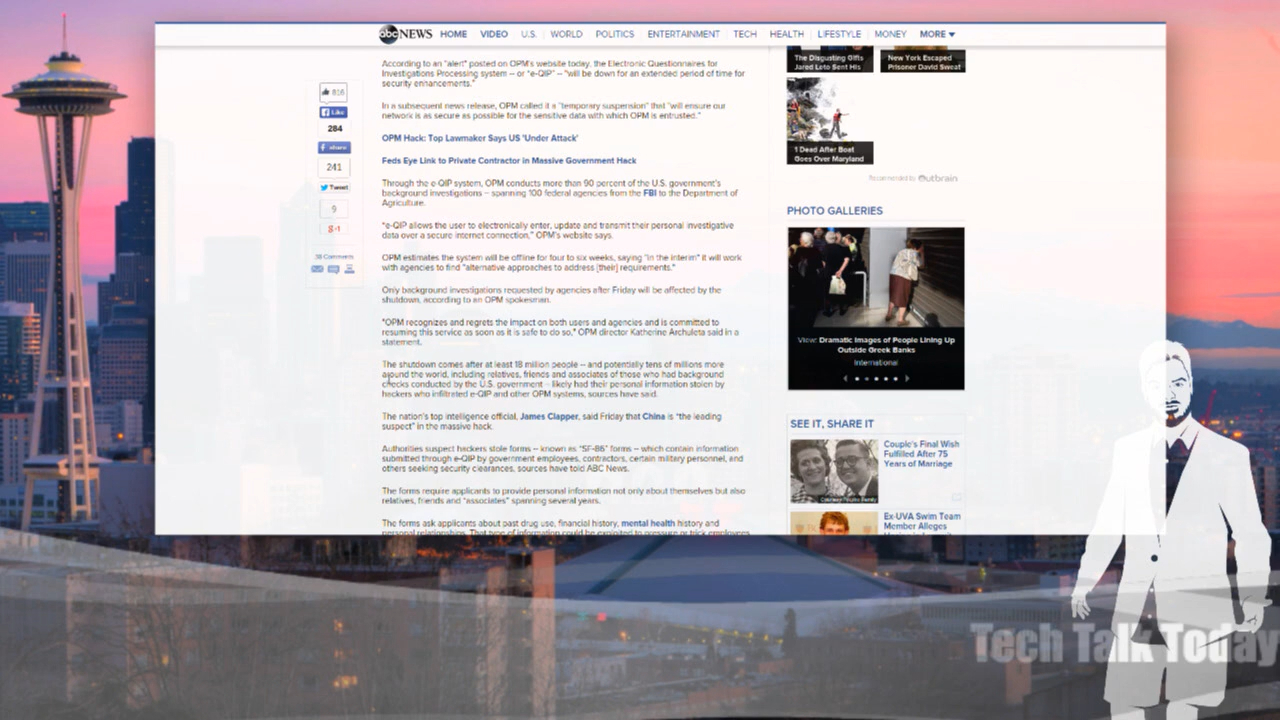 abc NEWS HOME VIDEO U.S. WORLD POLITICS ENTERTAINMENT TECH HEALTH LIFESTYLE MONEY MORE
According to an "alert" posted on OPM's website today, the Electronic Questionnaires for
Investigations Processing system -- or "e-QIP" -- "will be down for an extended period of time for
security enhancements."
In a subsequent news release, OPM called it a "temporary suspension" that "will ensure our
network is as secure as possible for the sensitive data with which OPM is entrusted."
OPM Hack: Top Lawmaker Says US 'Under Attack'
Feds Eye Link to Private Contractor in Massive Government Hack
Through the e-QIP system, OPM conducts more than 90 percent of the U.S. government's
background investigations -- spanning 100 federal agencies from the FBI to the Department of
Agriculture.
"e-QIP allows the user to electronically enter, update and transmit their personal investigative
data over a secure internet connection," OPM's website says.
OPM estimates the system will be offline for four to six weeks, saying "in the interim" it will work
with agencies to find "alternative approaches to address [their] requirements."
Only background investigations requested by agencies after Friday will be affected by the
shutdown, according to an OPM spokesman.
"OPM recognizes and regrets the impact on both users and agencies and is committed to
resuming this service as soon as it is safe to do so," OPM director Katherine Archuleta said in a
statement.
The shutdown comes after at least 18 million people -- and potentially tens of millions more
around the world, including relatives, friends and associates of those who had background
checks conducted by the U.S. government -- likely had their personal information stolen by
hackers who infiltrated e-QIP and other OPM systems, sources have said.
The nation's top intelligence official, James Clapper, said Friday that China is "the leading
suspect" in the massive hack.
Authorities suspect hackers stole forms -- known as "SF-86" forms -- which contain information
submitted through e-QIP by government employees, contractors, certain military personnel, and
others seeking security clearances, sources have told ABC News.
The forms require applicants to provide personal information not only about themselves but also
relatives, friends and "associates" spanning several years.
The forms ask applicants about past drug use, financial history, mental health history and
personal relationships. That type of information could be exploited to pressure or trick employees
816
Like
284
share
241
Tweet
9
g+1
38 Comments
The Disgusting Gifts
Jared Leto Sent His
New York Escaped
Prisoner David Sweat
1 Dead After Boat
Goes Over Maryland
Recommended by Outbrain
PHOTO GALLERIES
View: Dramatic Images of People Lining Up
Outside Greek Banks
International
SEE IT, SHARE IT
Couple's Final Wish
Fulfilled After 75
Years of Marriage
Ex-UVA Swim Team
Member Alleges
Tech Talk Today